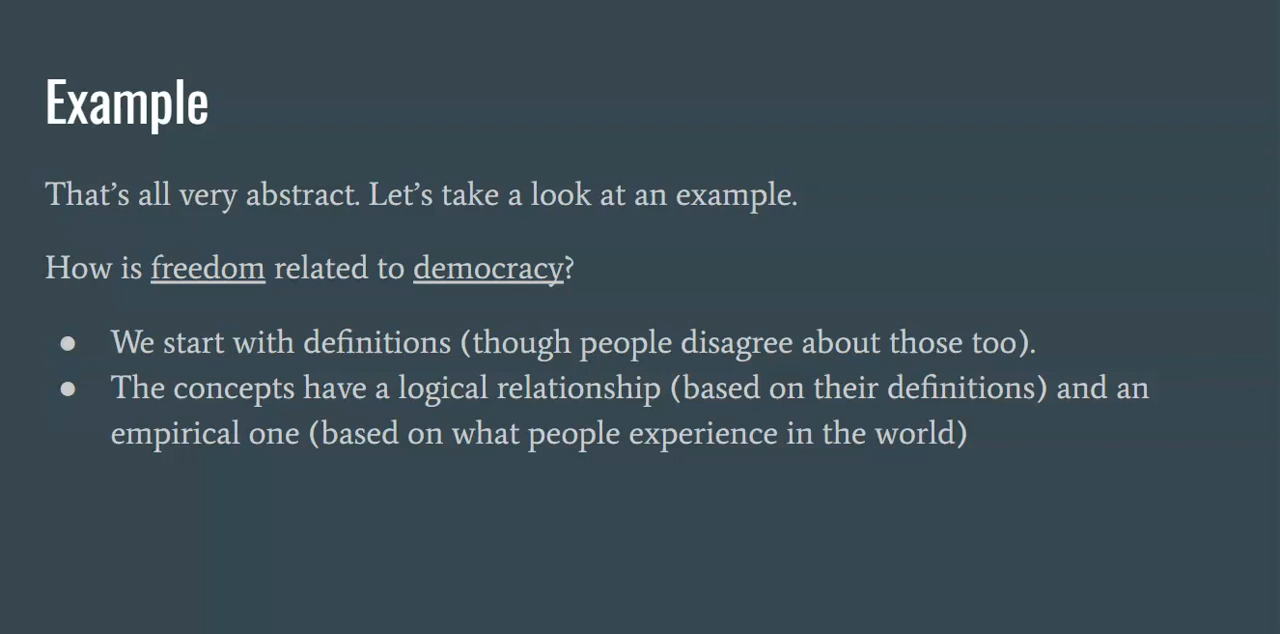 Example
That’s all very abstract. Let’s take a look at an example.
How is freedom related to democracy?
● We start with definitions (though people disagree about those too).
● The concepts have a logical relationship (based on their definitions) and an
empirical one (based on what people experience in the world)